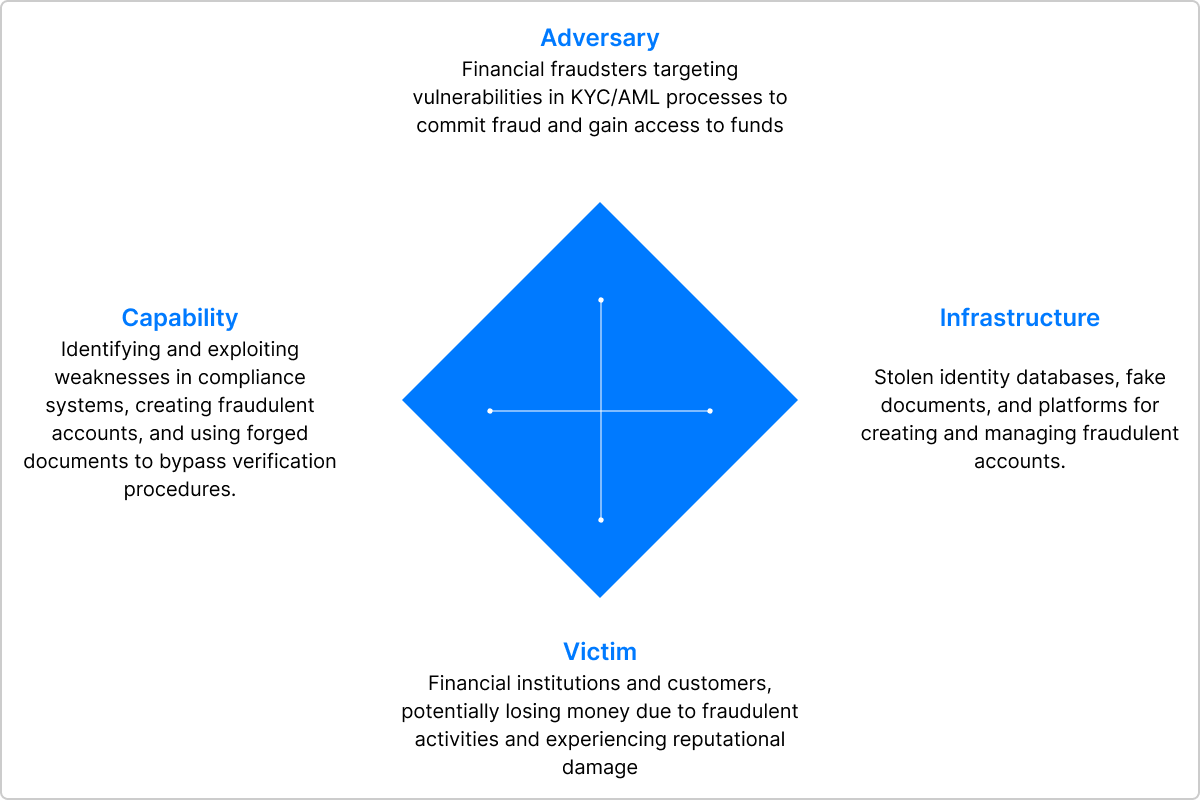 Adversary
Financial fraudsters targeting
vulnerabilities in KYC/AML processes to
commit fraud and gain access to funds
Capability
Identifying and exploiting
weaknesses in compliance
systems, creating fraudulent
accounts, and using forged
documents to bypass verification
procedures.
Infrastructure
Stolen identity databases, fake
documents, and platforms for
creating and managing fraudulent
accounts.
Victim
Financial institutions and customers,
potentially losing money due to fraudulent
activities and experiencing reputational
damage